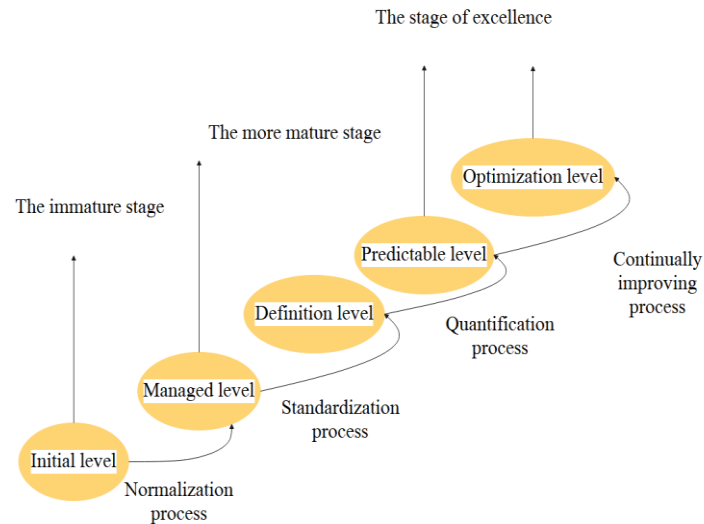 The stage of excellence
The more mature stage
Optimization level
The immature stage
Predictable level
Continually
improving
process
Definition level
Quantification
process
Managed level
Standardization
process
Initial level
Normalization
process